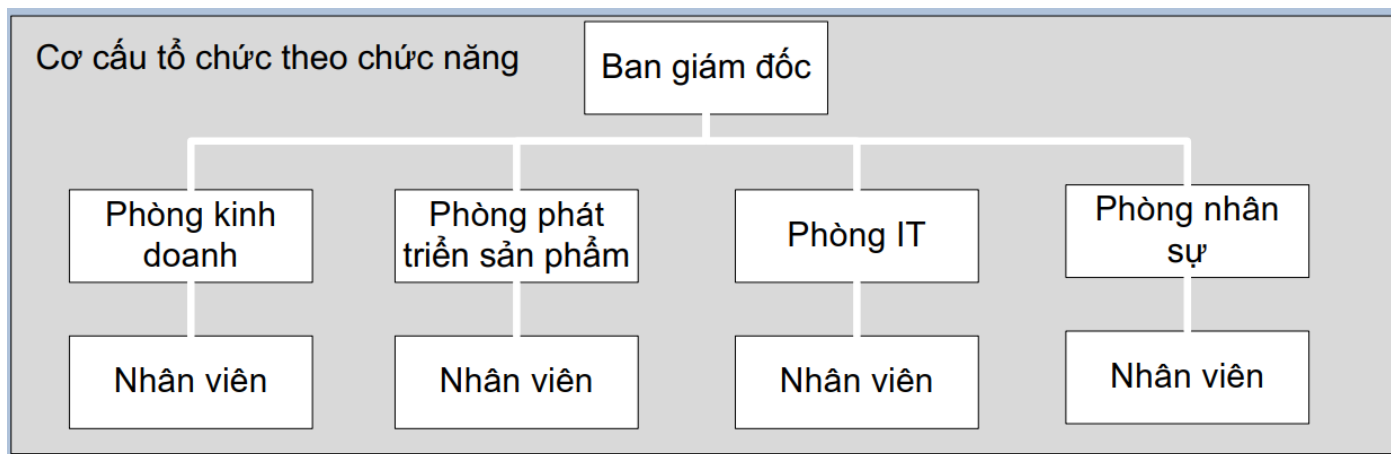 Cơ cấu tổ chức theo chức năng
Ban giám đốc
Phòng kinh
doanh
Phòng phát
triển sản phẩm
Phòng IT
Phòng nhân
sự
Nhân viên
Nhân viên
Nhân viên
Nhân viên